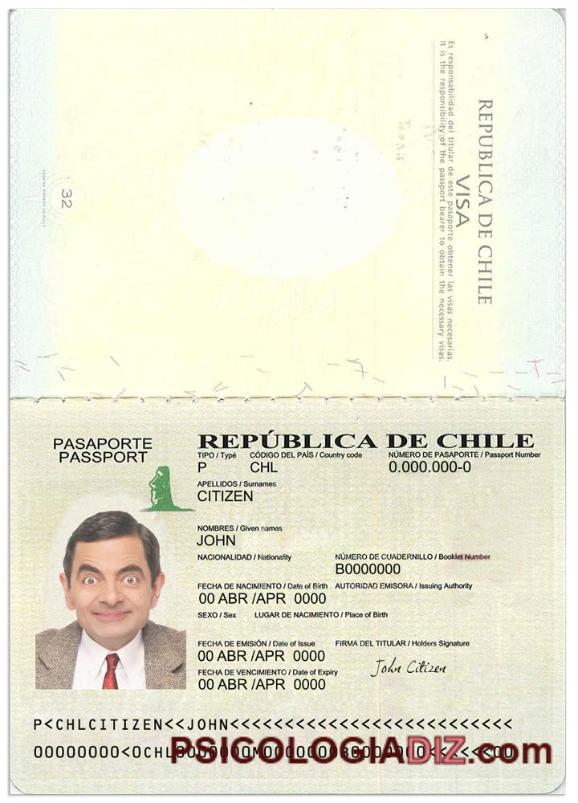 REPUBLICA DE CHILE
VISA
Es responsabilidad del titular de este pasaporte obtener las visas necesarias.
It is the responsibility of the passport bearer to obtain the necessary visas.
32
PASAPORTE
PASSPORT
REPÚBLICA DE CHILE
TIPO / Type CÓDIGO DEL PAÍS / Country code NÚMERO DE PASAPORTE / Passport Number
P CHL 0.000.000-0
APELLIDOS / Surnames
CITIZEN
NOMBRES / Given names
JOHN
NACIONALIDAD / Nationality NÚMERO DE CUADERNILLO / Booklet Number
B0000000
FECHA DE NACIMIENTO / Date of Birth AUTORIDAD EMISORA / Issuing Authority
00 ABR /APR 0000
SEXO / Sex LUGAR DE NACIMIENTO / Place of Birth
FECHA DE EMISIÓN / Date of Issue FIRMA DEL TITULAR / Holders Signature
00 ABR /APR 0000 John Citizen
FECHA DE VENCIMIENTO / Date of Expiry
00 ABR /APR 0000
P<CHLCITIZEN<<JOHN<<<<<<<<<<<<<<<<<<<<<<<<<<
PSICOLOGIADIZ.com